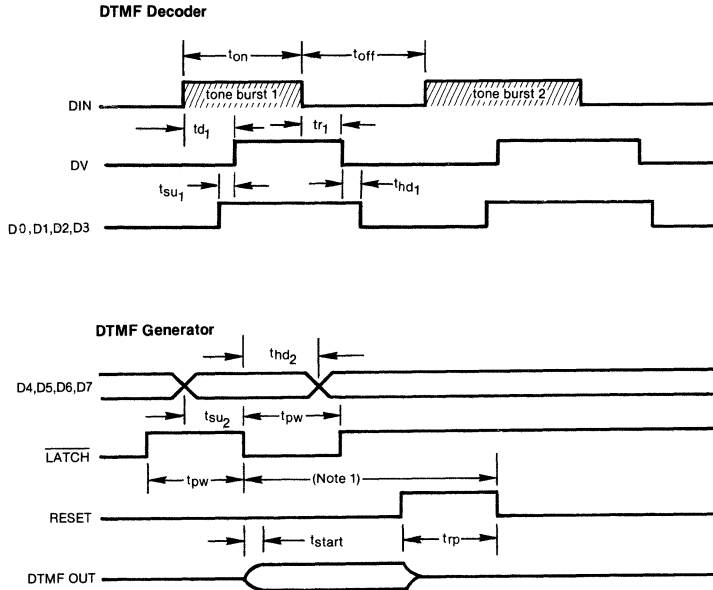 DTMF Decoder
ton
toff
DIN
tone burst 1
tone burst 2
td1
tr1
DV
tsu1
thd1
D0, D1, D2, D3
DTMF Generator
thd2
D4, D5, D6, D7
tsu2
tpw
LATCH
tpw
(Note 1)
RESET
tstart
trp
DTMF OUT